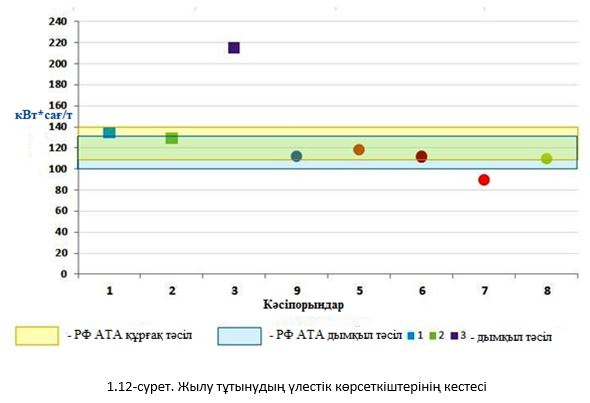 240
220
200
180
кВт*сағ/т
160
140
120
100
80
60
40
20
0
1 2 3 9 5 6 7 8
Кәсіпорындар
- РФ АТА құрғақ тәсіл - РФ АТА дымқыл тәсіл 1 2 3 - дымқыл тәсіл
1.12-сурет. Жылу тұтынудың үлестік көрсеткіштерінің кестесі